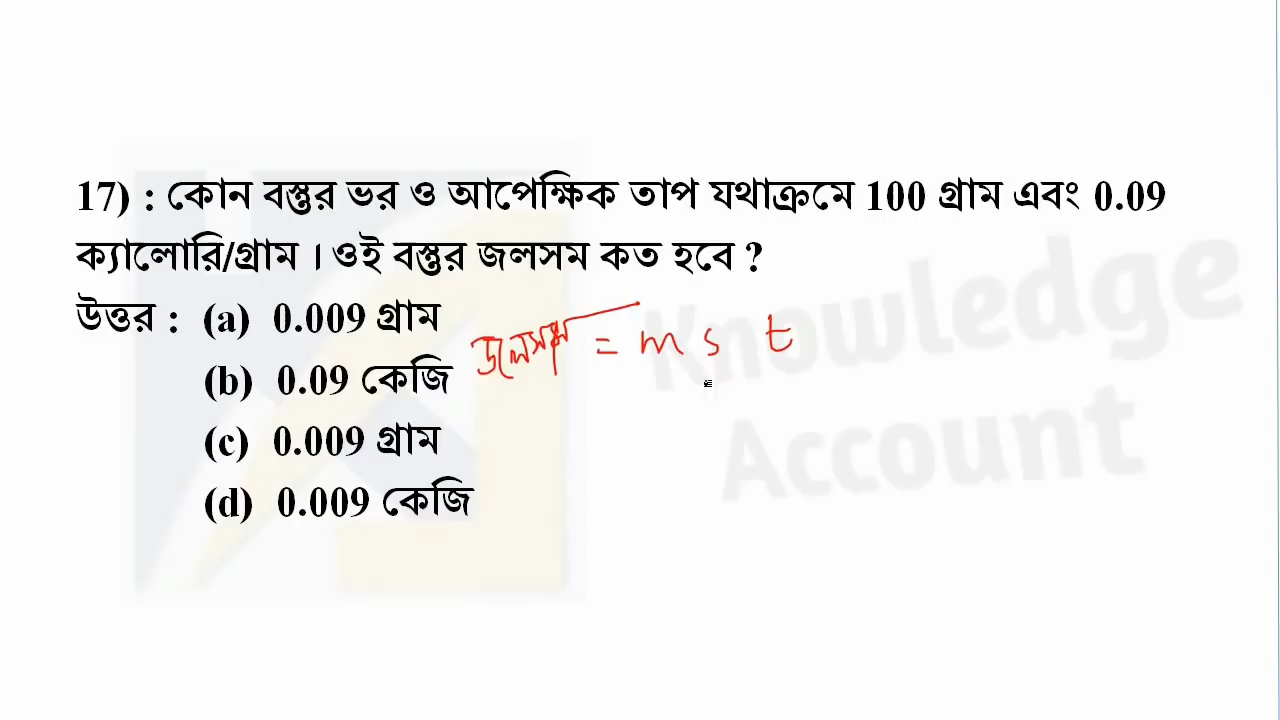 17) : কোন বস্তুর ভর ও আপেক্ষিক তাপ যথাক্রমে 100 গ্রাম এবং 0.09
ক্যালোরি/গ্রাম । ওই বস্তুর জলসম কত হবে ?
উত্তর : (a) 0.009 গ্রাম
জলসম = m s t
(b) 0.09 কেজি
(c) 0.009 গ্রাম
(d) 0.009 কেজি
Knowledge
Account